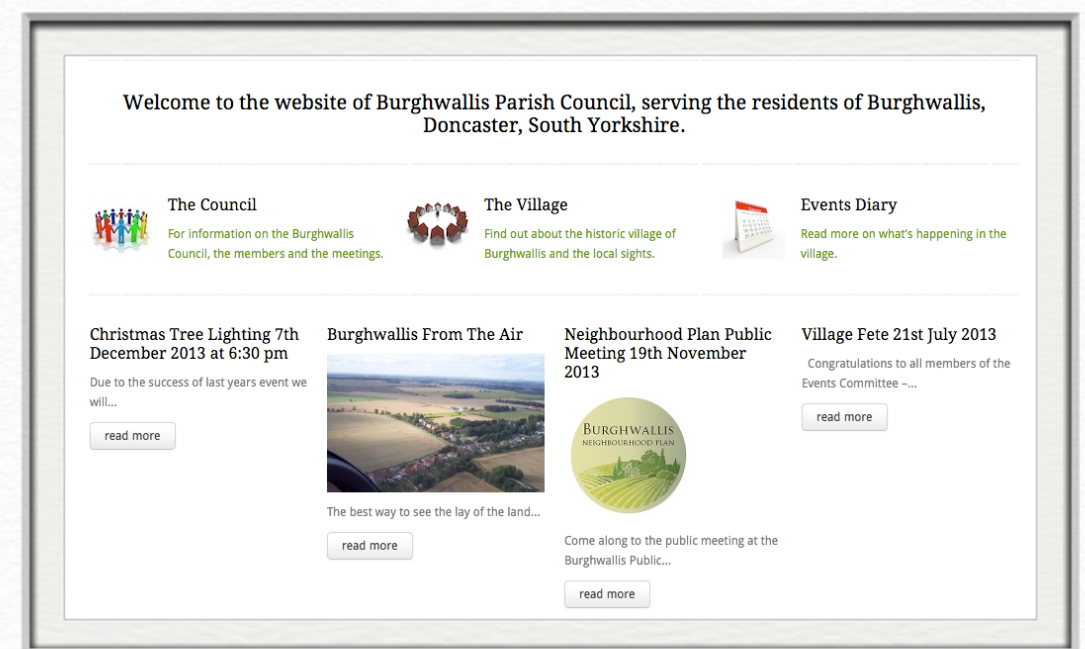 Welcome to the website of Burghwallis Parish Council, serving the residents of Burghwallis,
Doncaster, South Yorkshire.
The Council
For information on the Burghwallis
Council, the members and the meetings.
The Village
Find out about the historic village of
Burghwallis and the local sights.
Events Diary
Read more on what's happening in the
village.
Christmas Tree Lighting 7th
December 2013 at 6:30 pm
Due to the success of last years event we
will...
read more
Burghwallis From The Air
The best way to see the lay of the land...
read more
Neighbourhood Plan Public
Meeting 19th November
2013
BURGHWALLIS
NEIGHBOURHOOD PLAN
Come along to the public meeting at the
Burghwallis Public...
read more
Village Fete 21st July 2013
Congratulations to all members of the
Events Committee –...
read more